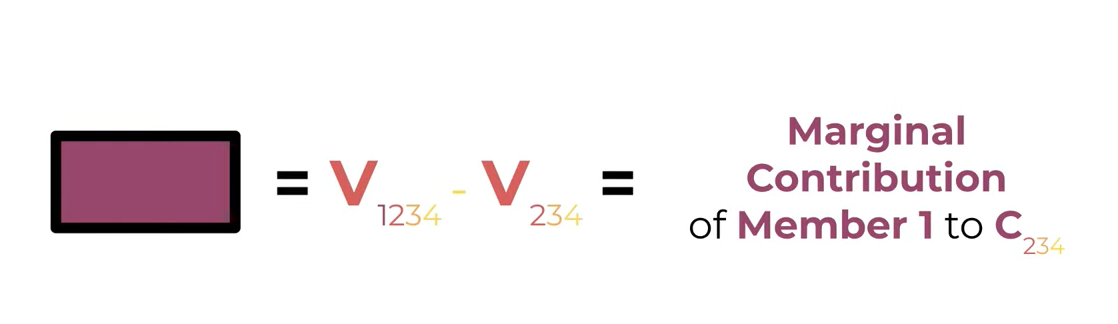 = V1234 - V234 =
Marginal
Contribution
of Member 1 to C234